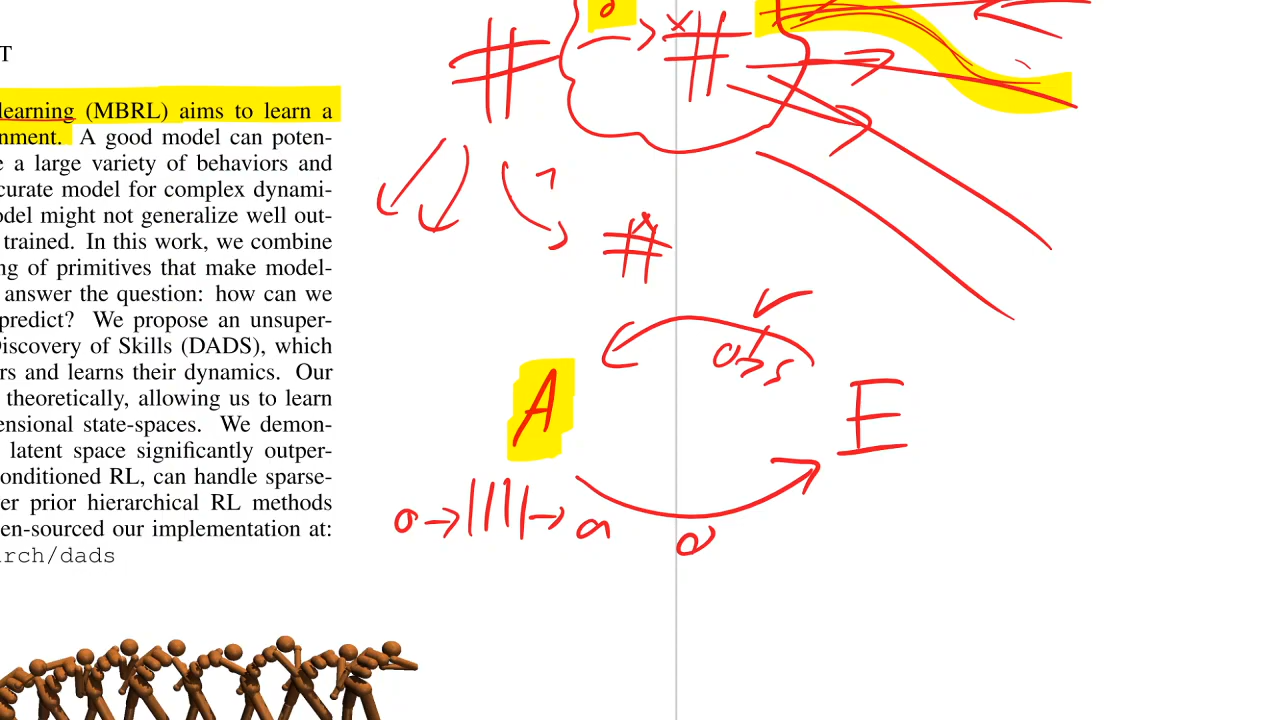 T
learning (MBRL) aims to learn a
nment. A good model can poten-
e a large variety of behaviors and
curate model for complex dynami-
odel might not generalize well out-
trained. In this work, we combine
ng of primitives that make model-
answer the question: how can we
predict? We propose an unsuper-
Discovery of Skills (DADS), which
rs and learns their dynamics. Our
theoretically, allowing us to learn
ensional state-spaces. We demon-
latent space significantly outper-
onditioned RL, can handle sparse-
er prior hierarchical RL methods
en-sourced our implementation at:
rch/dads
obs
A
E
o
a
a